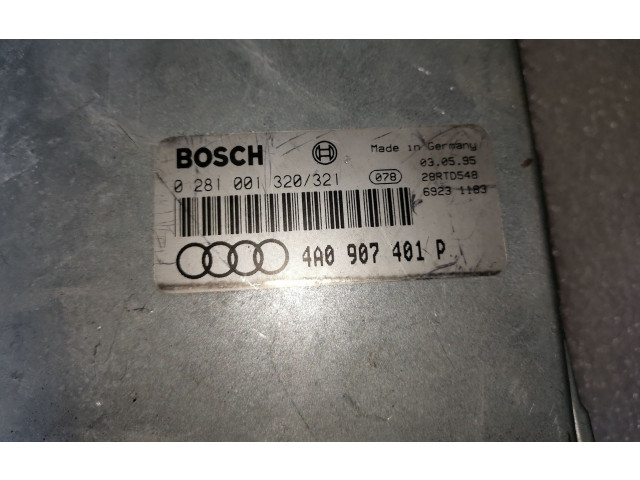 BOSCH
Made in Germany
03.05.95
0 281 001 320/321
078
28RTD548
6923 1183
4A0 907 401 P